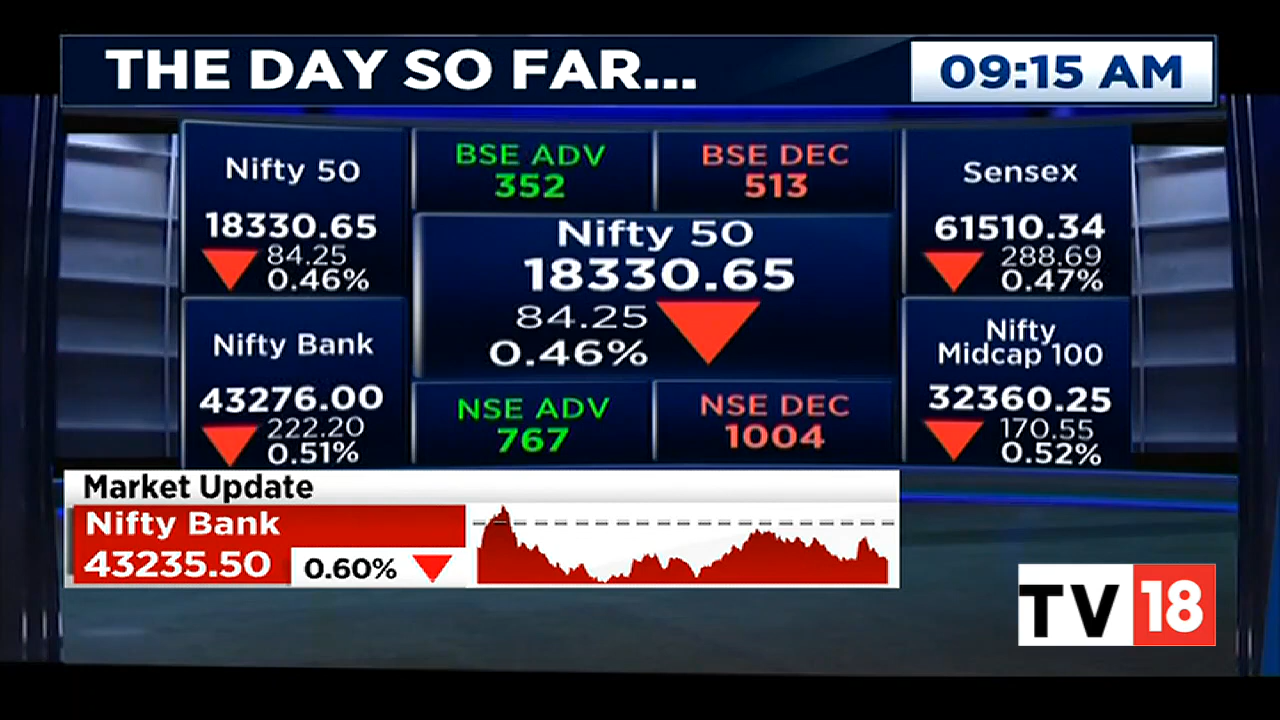 THE DAY SO FAR...
09:15 AM
Nifty 50
18330.65
84.25
0.46%
BSE ADV
352
BSE DEC
513
Sensex
61510.34
288.69
0.47%
Nifty 50
18330.65
84.25
0.46%
Nifty Bank
43276.00
222.20
0.51%
NSE ADV
767
NSE DEC
1004
Nifty
Midcap 100
32360.25
170.55
0.52%
Market Update
Nifty Bank
43235.50
0.60%
TV18